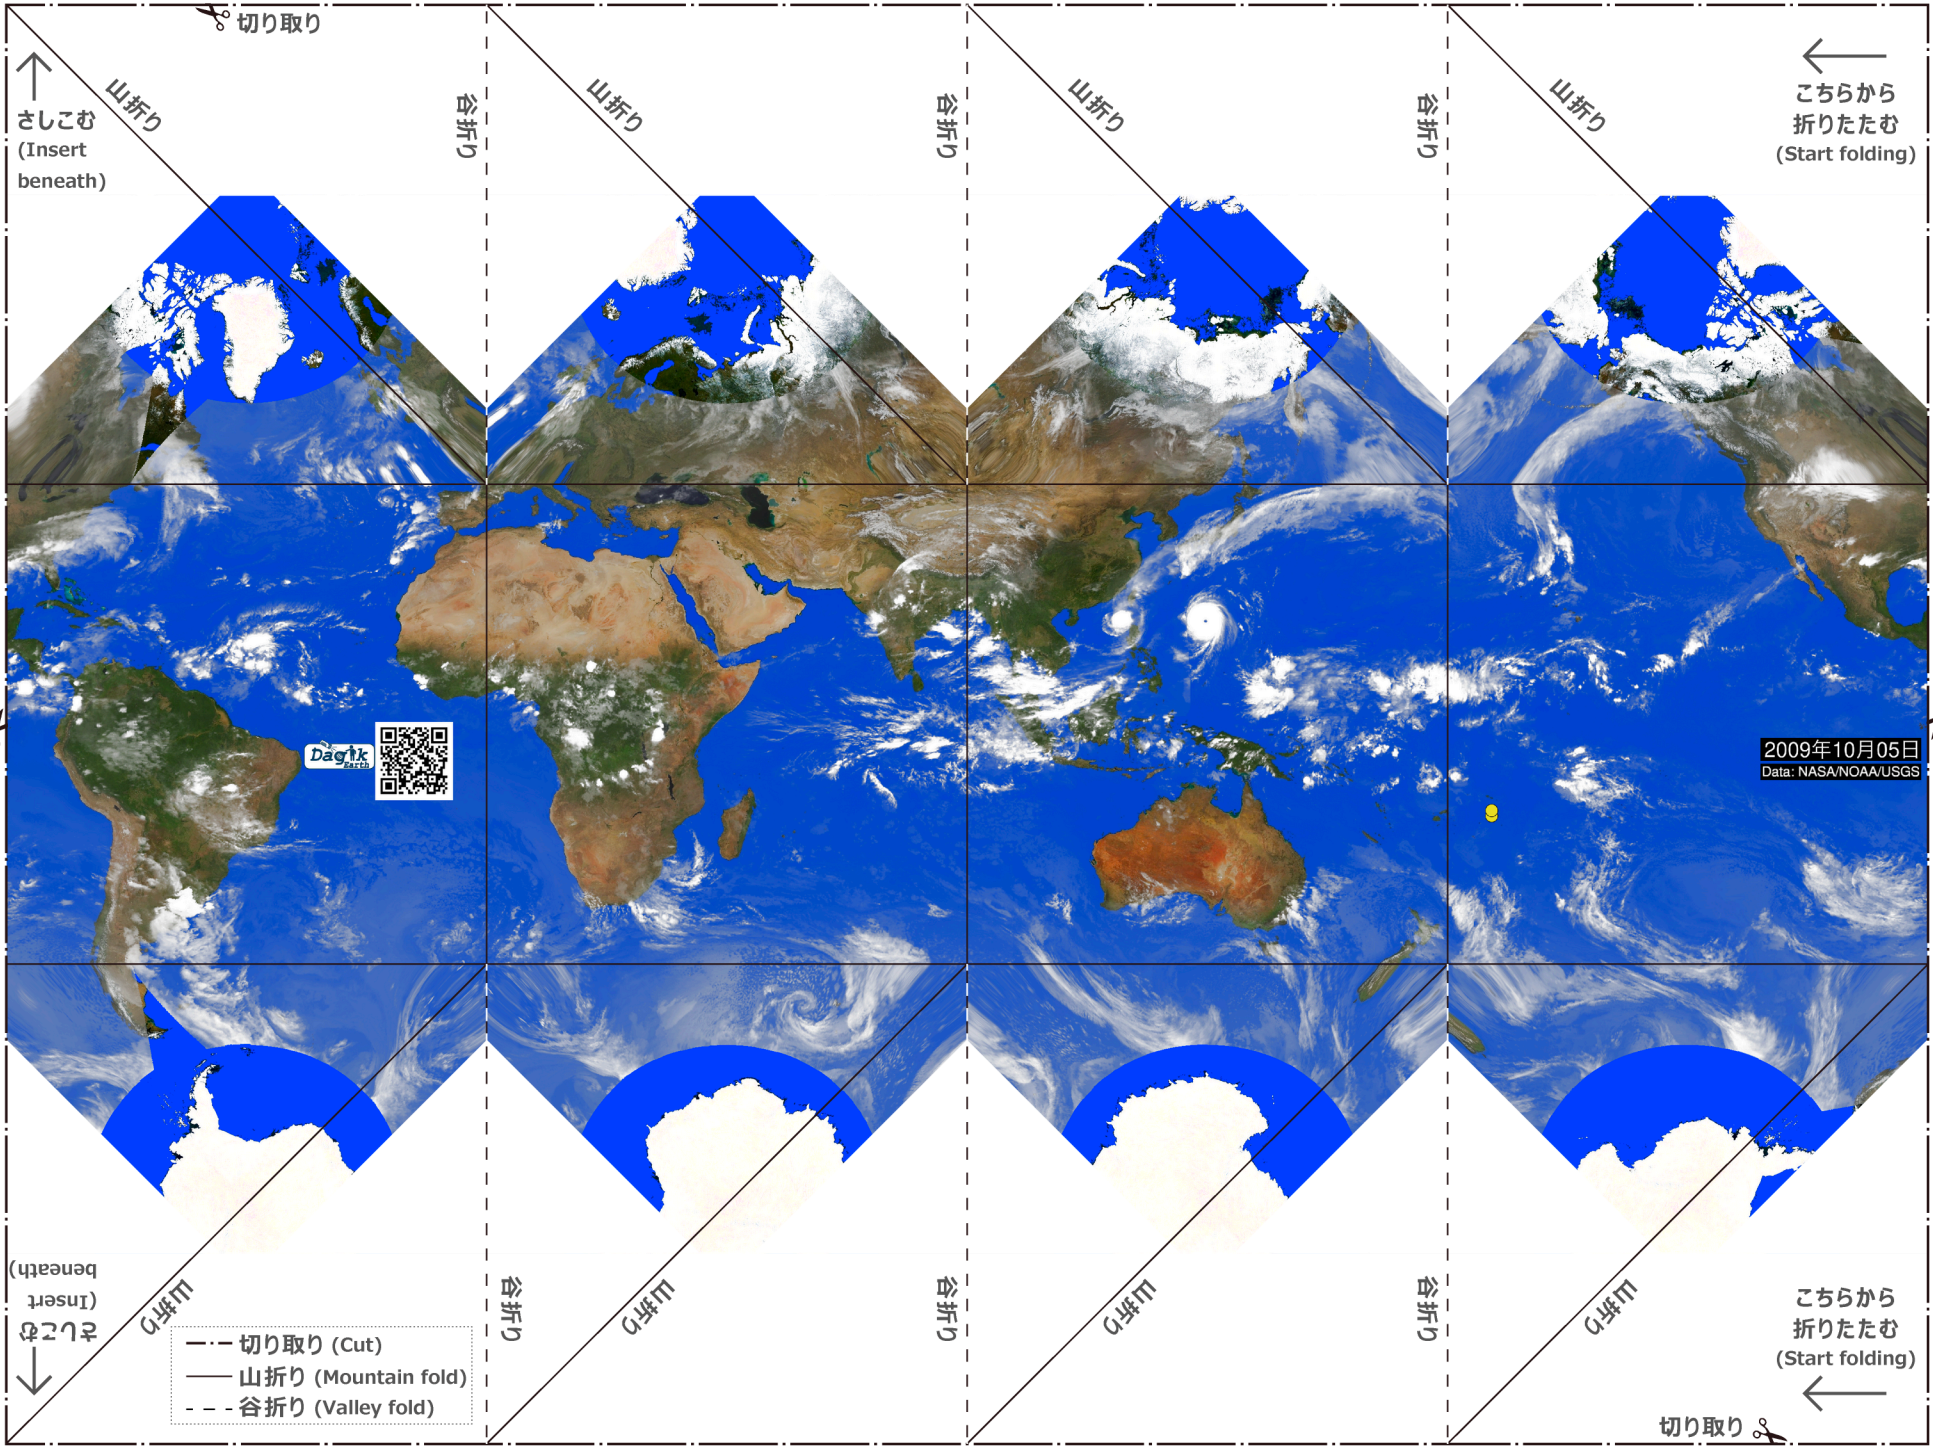 切り取り
山折り
谷折り
山折り
谷折り
山折り
谷折り
山折り
さしこむ
(Insert
beneath)
こちらから
折りたたむ
(Start folding)
Dagik
Earth
2009年10月05日
Data: NASA/NOAA/USGS
さしこむ
(Insert
beneath)
山折り
谷折り
山折り
谷折り
山折り
谷折り
山折り
こちらから
折りたたむ
(Start folding)
切り取り (Cut)
山折り (Mountain fold)
谷折り (Valley fold)
切り取り